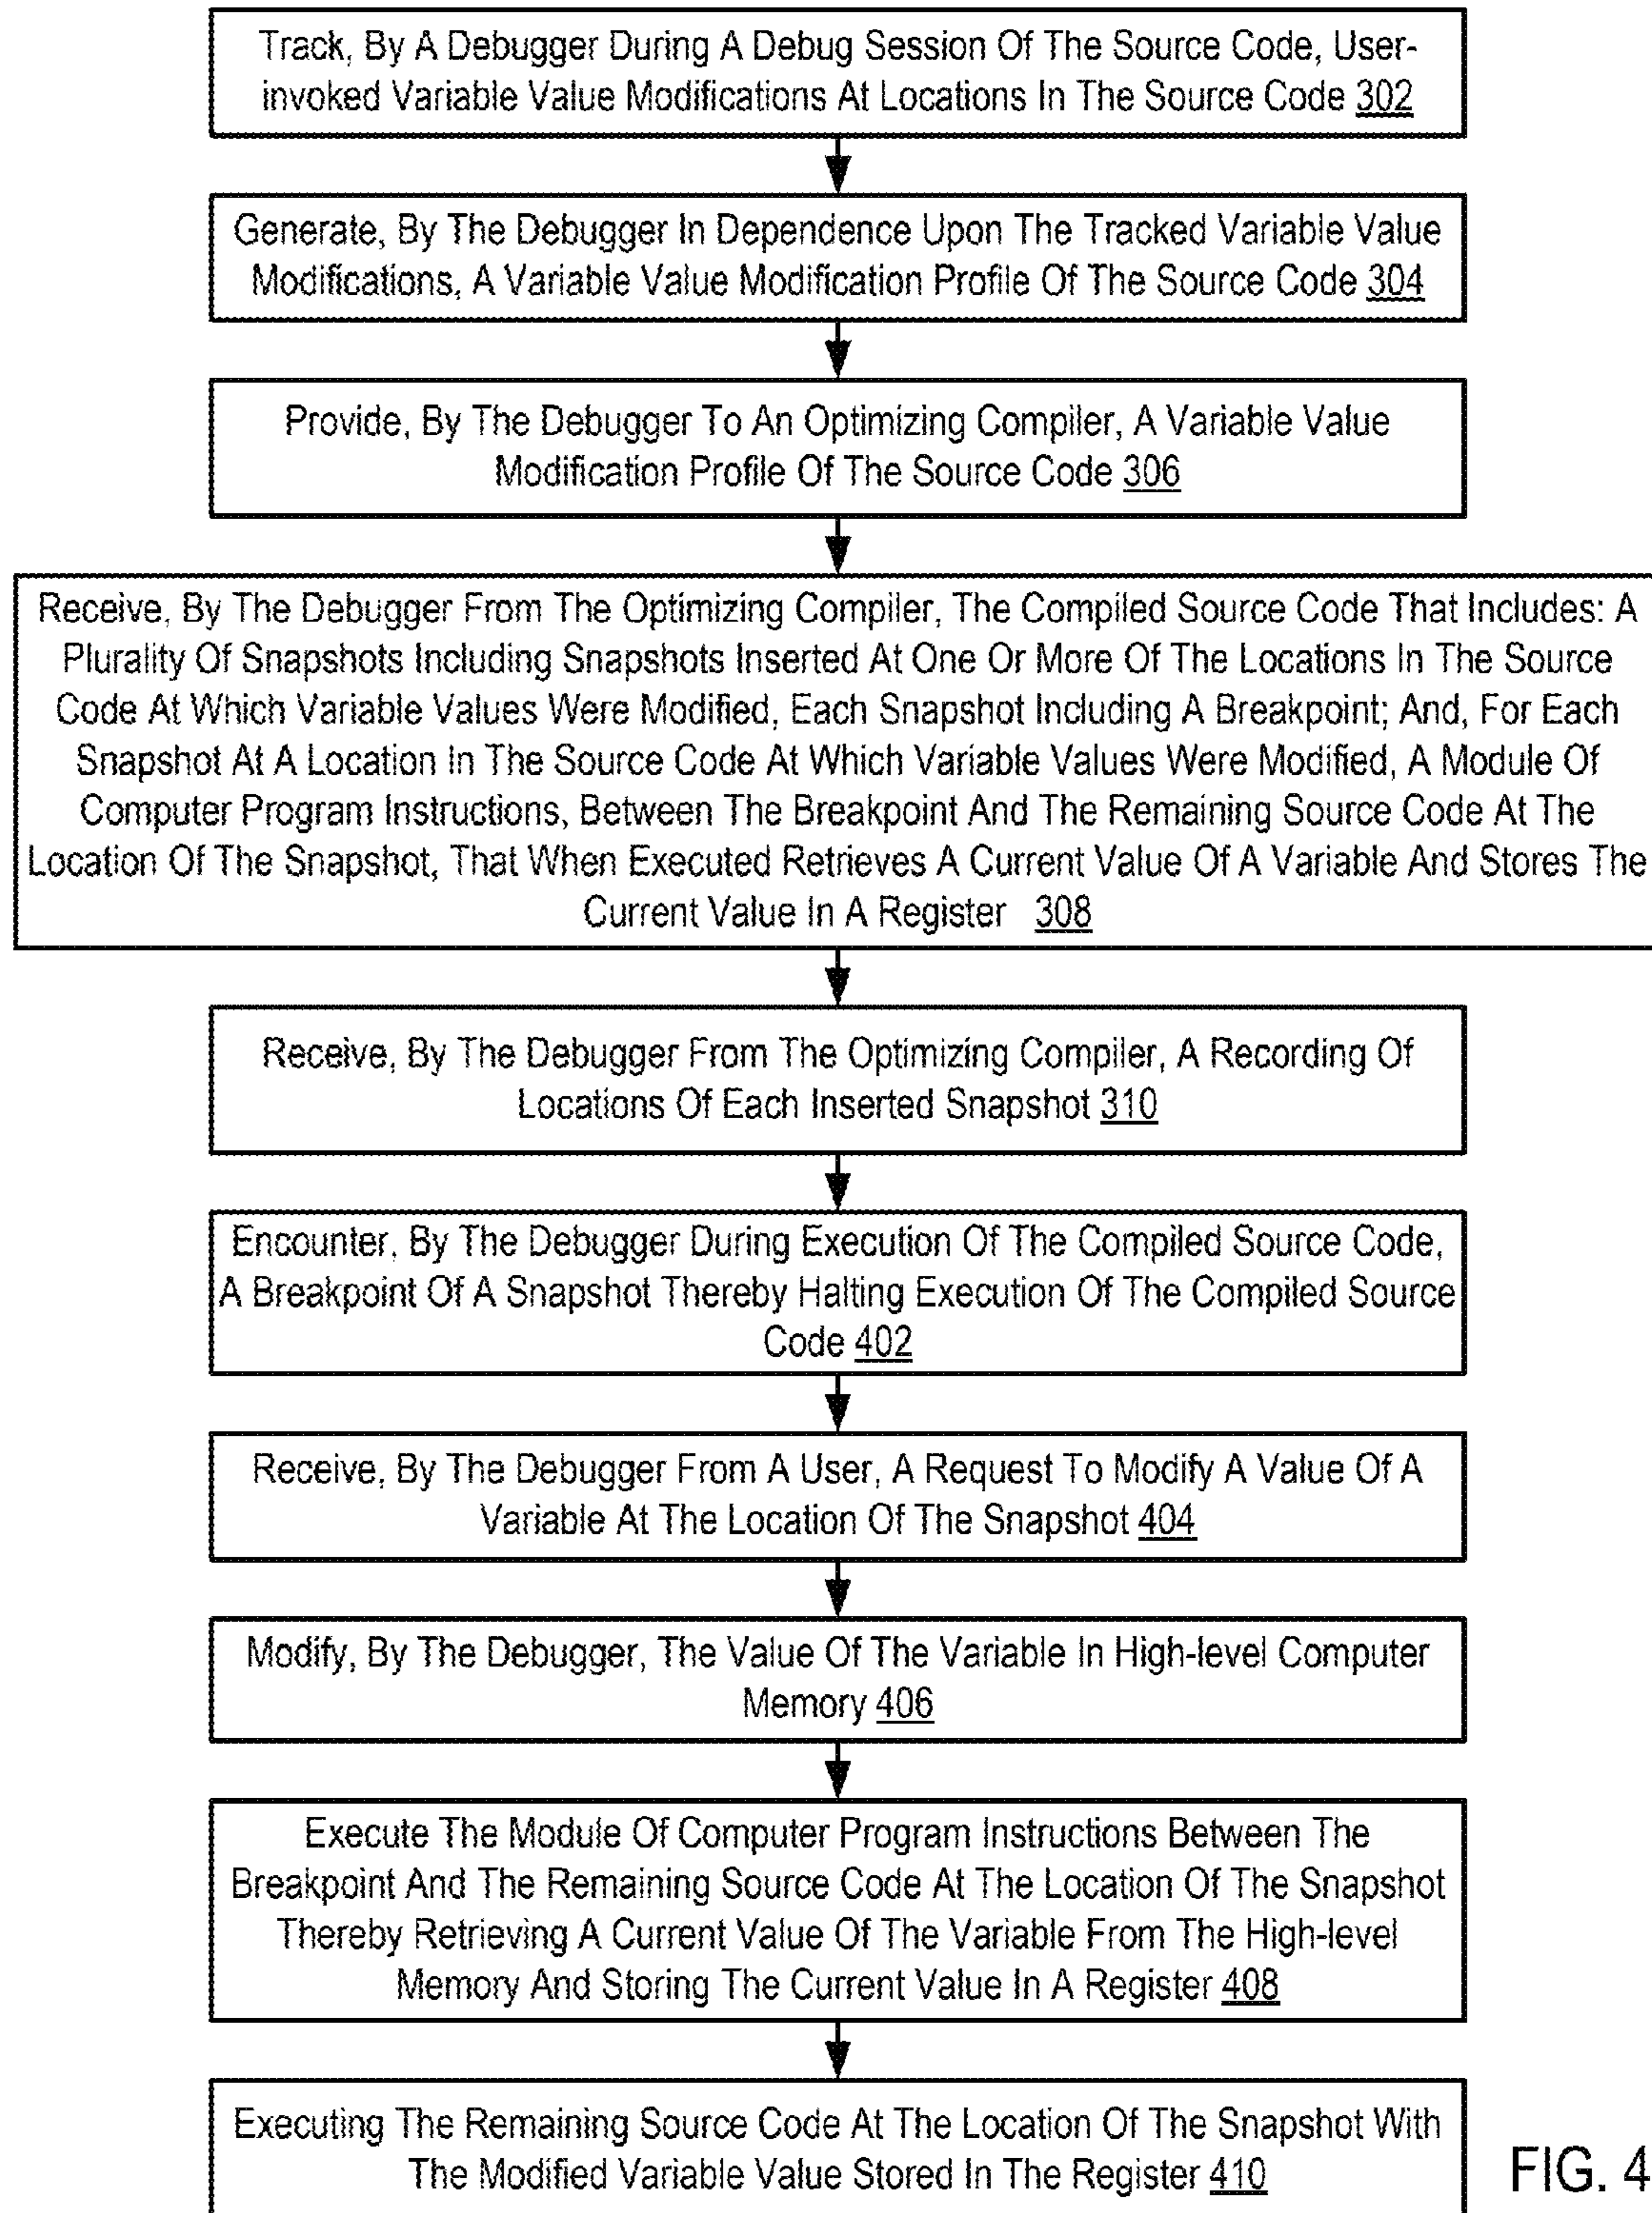 Track, By A Debugger During A Debug Session Of The Source Code, User-
invoked Variable Value Modifications At Locations In The Source Code 302
Generate, By The Debugger In Dependence Upon The Tracked Variable Value
Modifications, A Variable Value Modification Profile Of The Source Code 304
Provide, By The Debugger To An Optimizing Compiler, A Variable Value
Modification Profile Of The Source Code 306
Receive, By The Debugger From The Optimizing Compiler, The Compiled Source Code That Includes: A
Plurality Of Snapshots Including Snapshots Inserted At One Or More Of The Locations In The Source
Code At Which Variable Values Were Modified, Each Snapshot Including A Breakpoint; And, For Each
Snapshot At A Location In The Source Code At Which Variable Values Were Modified, A Module Of
Computer Program Instructions, Between The Breakpoint And The Remaining Source Code At The
Location Of The Snapshot, That When Executed Retrieves A Current Value Of A Variable And Stores The
Current Value In A Register 308
Receive, By The Debugger From The Optimizing Compiler, A Recording Of
Locations Of Each Inserted Snapshot 310
Encounter, By The Debugger During Execution Of The Compiled Source Code,
A Breakpoint Of A Snapshot Thereby Halting Execution Of The Compiled Source
Code 402
Receive, By The Debugger From A User, A Request To Modify A Value Of A
Variable At The Location Of The Snapshot 404
Modify, By The Debugger, The Value Of The Variable In High-level Computer
Memory 406
Execute The Module Of Computer Program Instructions Between The
Breakpoint And The Remaining Source Code At The Location Of The Snapshot
Thereby Retrieving A Current Value Of The Variable From The High-level
Memory And Storing The Current Value In A Register 408
Executing The Remaining Source Code At The Location Of The Snapshot With
The Modified Variable Value Stored In The Register 410
FIG. 4